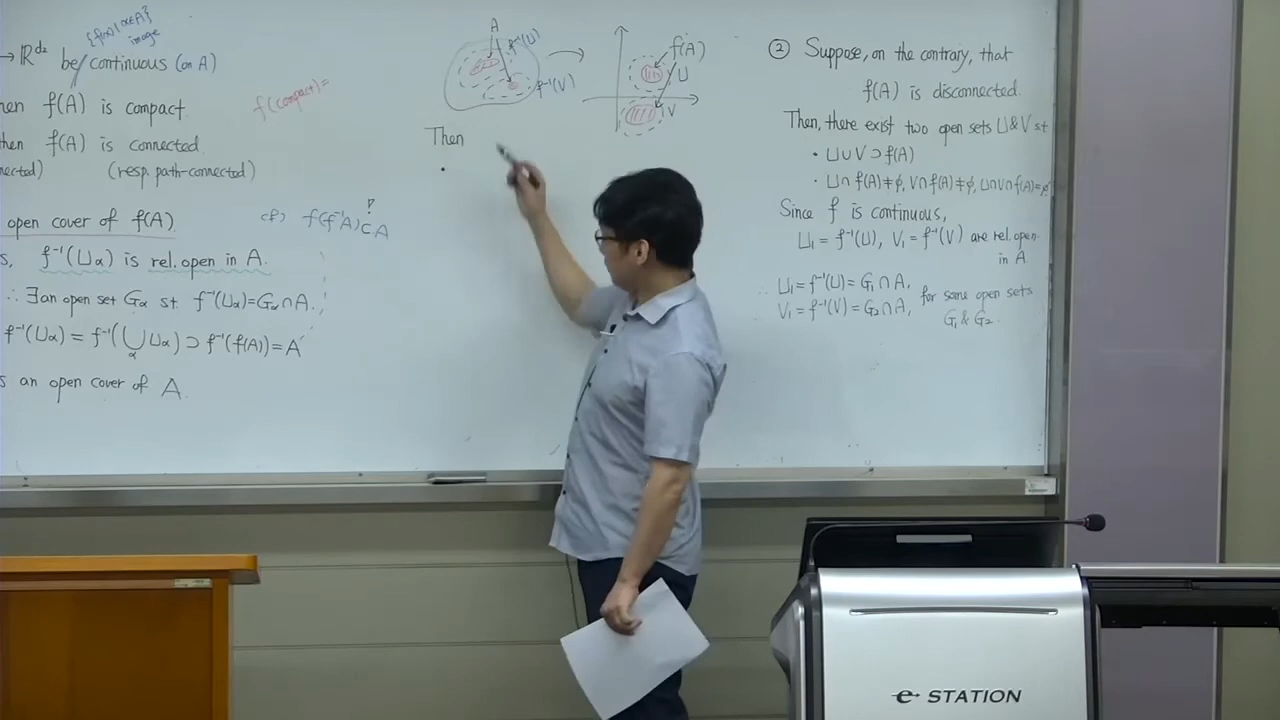 {f(x)| x∈A}
image
→ ℝᵈ² be continuous (on A)
hen f(A) is compact.
f(compact)=
then f(A) is connected.
nected) (resp. path-connected)
open cover of f(A)
cf) f(f⁻¹A) ⊂ A
!
s, f⁻¹(Uα) is rel. open in A.
∴ ∃ an open set Gα st f⁻¹(Uα)=Gα∩A.
f⁻¹(Uα) = f⁻¹(⋃α Uα) ⊃ f⁻¹(f(A)) = A
s an open cover of A.
A
f⁻¹(U)
f⁻¹(V)
f(A)
U
V
Then
•
② Suppose, on the contrary, that
f(A) is disconnected.
Then, there exist two open sets U & V st
• U∪V ⊃ f(A)
• U∩f(A)≠∅, V∩f(A)≠∅, U∩V∩f(A)=∅
Since f is continuous,
U₁ = f⁻¹(U), V₁ = f⁻¹(V) are rel. open
in A
∴ U₁ = f⁻¹(U) = G₁∩A,
V₁ = f⁻¹(V) = G₂∩A,
for some open sets
G₁ & G₂.
e STATION